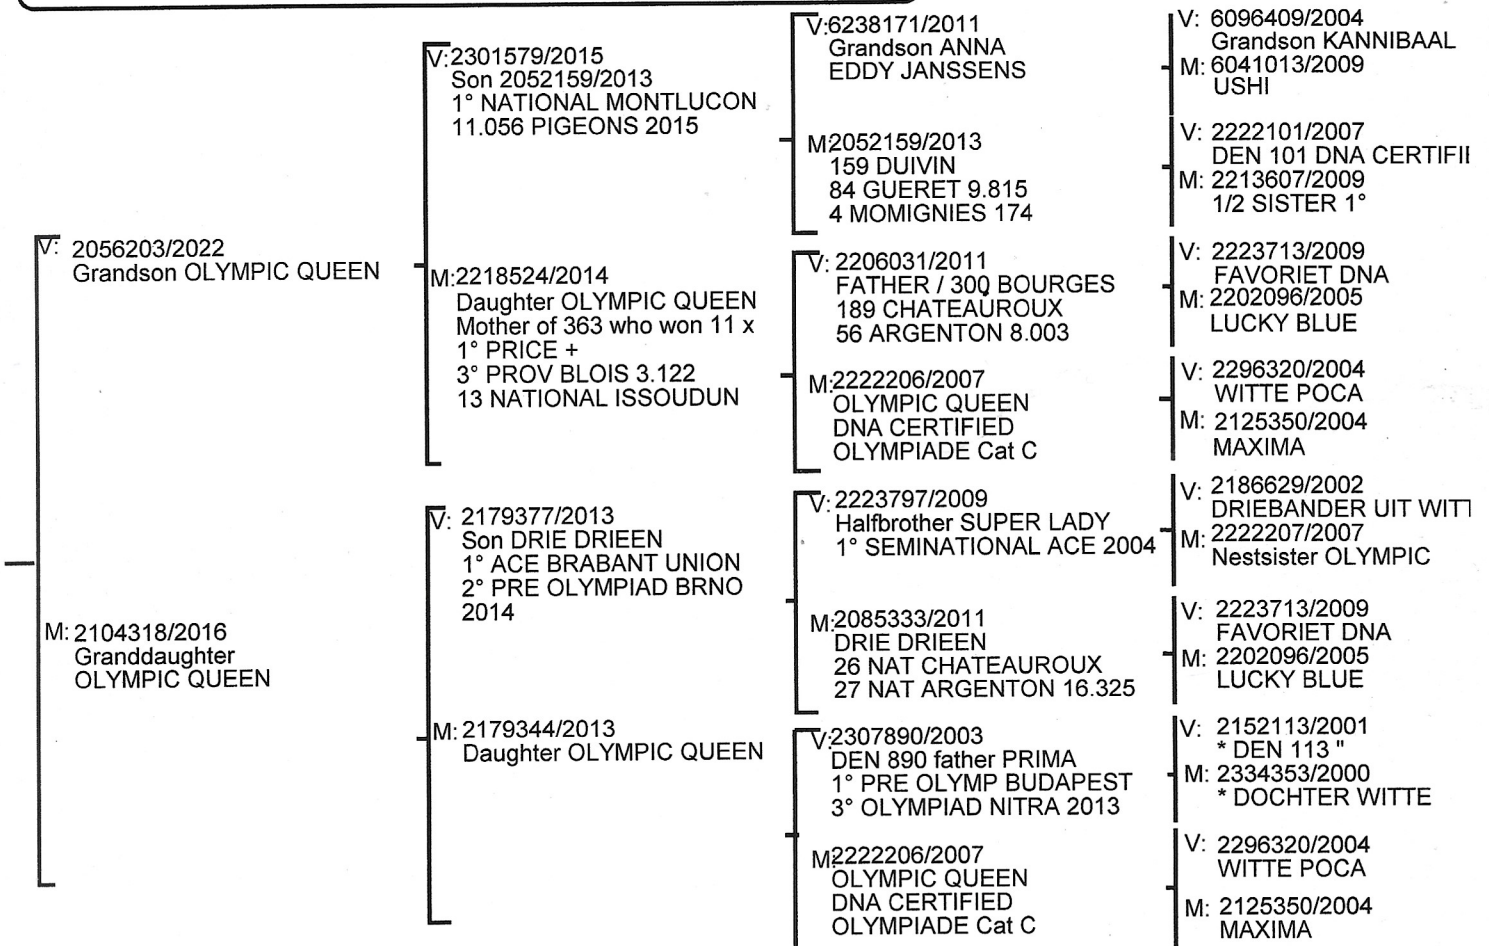 V: 2056203/2022
Grandson OLYMPIC QUEEN
M: 2104318/2016
Granddaughter
OLYMPIC QUEEN
V: 2301579/2015
Son 2052159/2013
1° NATIONAL MONTLUCON
11.056 PIGEONS 2015
M: 2218524/2014
Daughter OLYMPIC QUEEN
Mother of 363 who won 11 x
1° PRICE +
3° PROV BLOIS 3.122
13 NATIONAL ISSOUDUN
V: 2179377/2013
Son DRIE DRIEEN
1° ACE BRABANT UNION
2° PRE OLYMPIAD BRNO
2014
M: 2179344/2013
Daughter OLYMPIC QUEEN
V: 6238171/2011
Grandson ANNA
EDDY JANSSENS
M: 2052159/2013
159 DUIVIN
84 GUERET 9.815
4 MOMIGNIES 174
V: 2206031/2011
FATHER / 300 BOURGES
189 CHATEAUROUX
56 ARGENTON 8.003
M: 2222206/2007
OLYMPIC QUEEN
DNA CERTIFIED
OLYMPIADE Cat C
V: 2223797/2009
Halfbrother SUPER LADY
1° SEMINATIONAL ACE 2004
M: 2085333/2011
DRIE DRIEEN
26 NAT CHATEAUROUX
27 NAT ARGENTON 16.325
V: 2307890/2003
DEN 890 father PRIMA
1° PRE OLYMP BUDAPEST
3° OLYMPIAD NITRA 2013
M: 2222206/2007
OLYMPIC QUEEN
DNA CERTIFIED
OLYMPIADE Cat C
V: 6096409/2004
Grandson KANNIBAAL
M: 6041013/2009
USHI
V: 2222101/2007
DEN 101 DNA CERTIFI
M: 2213607/2009
1/2 SISTER 1°
V: 2223713/2009
FAVORIET DNA
M: 2202096/2005
LUCKY BLUE
V: 2296320/2004
WITTE POCA
M: 2125350/2004
MAXIMA
V: 2186629/2002
DRIEBANDER UIT WIT
M: 2222207/2007
Nestsister OLYMPIC
V: 2223713/2009
FAVORIET DNA
M: 2202096/2005
LUCKY BLUE
V: 2152113/2001
* DEN 113 "
M: 2334353/2000
* DOCHTER WITTE
V: 2296320/2004
WITTE POCA
M: 2125350/2004
MAXIMA